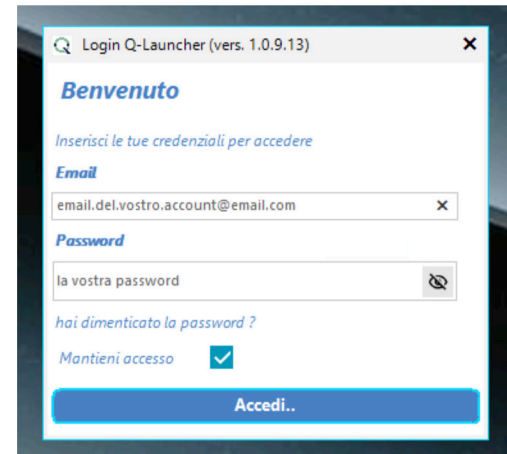 Login Q-Launcher (vers. 1.0.9.13)
Benvenuto
Inserisci le tue credenziali per accedere
Email
email.del.vostro.account@email.com
Password
la vostra password
hai dimenticato la password ?
Mantieni accesso
Accedi..